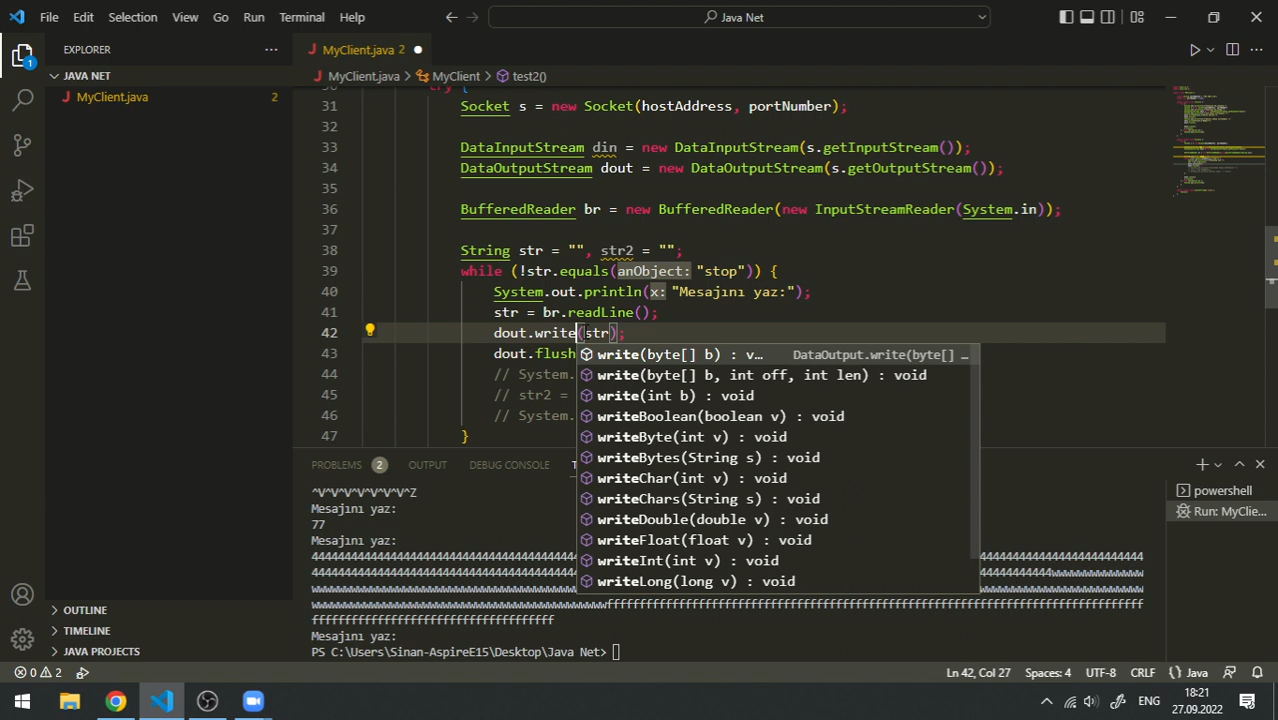 File Edit Selection View Go Run Terminal Help
Java Net
EXPLORER
MyClient.java 2
JAVA NET
MyClient.java 2
MyClient.java > MyClient > test2()
30 try {
31 Socket s = new Socket(hostAddress, portNumber);
32
33 DataInputStream din = new DataInputStream(s.getInputStream());
34 DataOutputStream dout = new DataOutputStream(s.getOutputStream());
35
36 BufferedReader br = new BufferedReader(new InputStreamReader(System.in));
37
38 String str = "", str2 = "";
39 while (!str.equals(anObject: "stop")) {
40 System.out.println(x: "Mesajını yaz:");
41 str = br.readLine();
42 dout.write(str);
43 dout.flush
44 // System.
45 // str2 =
46 // System.
47 }
write(byte[] b) : v… DataOutput.write(byte[] …
write(byte[] b, int off, int len) : void
write(int b) : void
writeBoolean(boolean v) : void
writeByte(int v) : void
writeBytes(String s) : void
writeChar(int v) : void
writeChars(String s) : void
writeDouble(double v) : void
writeFloat(float v) : void
writeInt(int v) : void
writeLong(long v) : void
PROBLEMS 2 OUTPUT DEBUG CONSOLE T
^V^V^V^V^V^V^V^Z
Mesajını yaz:
77
Mesajını yaz:
Mesajını yaz:
PS C:\Users\Sinan-AspireE15\Desktop\Java Net>
powershell
Run: MyClie...
OUTLINE
TIMELINE
JAVA PROJECTS
0 2
Ln 42, Col 27 Spaces: 4 UTF-8 CRLF {} Java
ENG
18:21
27.09.2022